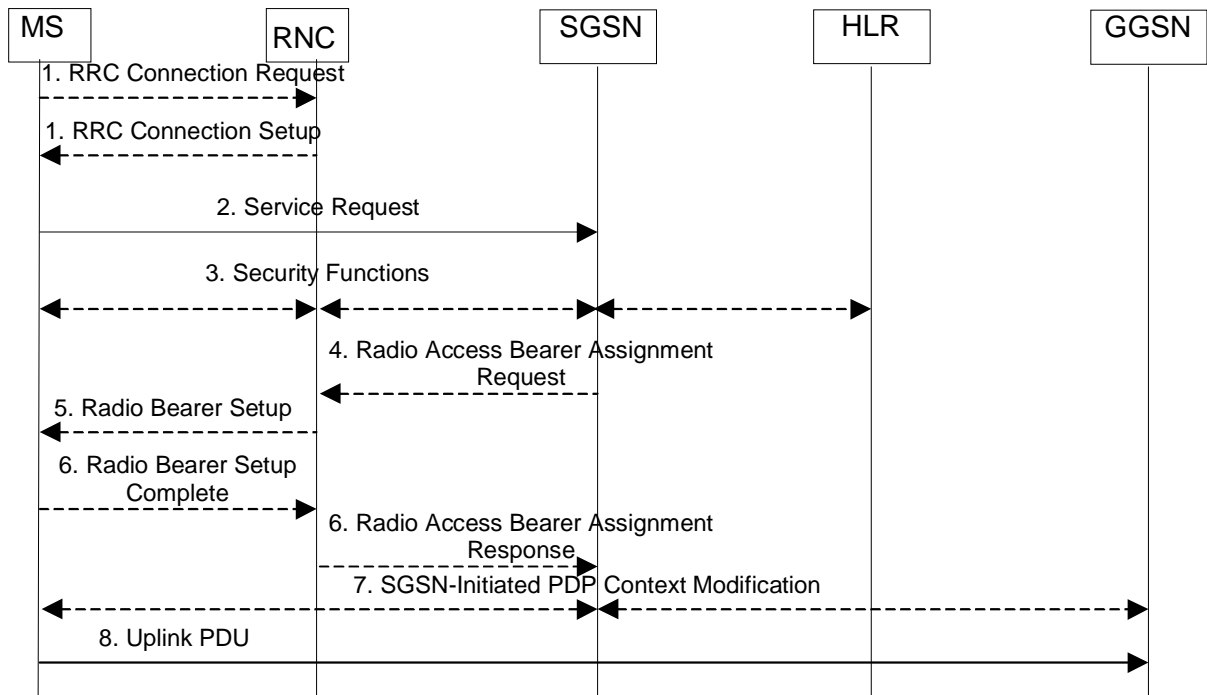 MS
RNC
SGSN
HLR
GGSN
1. RRC Connection Request
1. RRC Connection Setup
2. Service Request
3. Security Functions
4. Radio Access Bearer Assignment
Request
5. Radio Bearer Setup
6. Radio Bearer Setup
Complete
6. Radio Access Bearer Assignment
Response
7. SGSN-Initiated PDP Context Modification
8. Uplink PDU